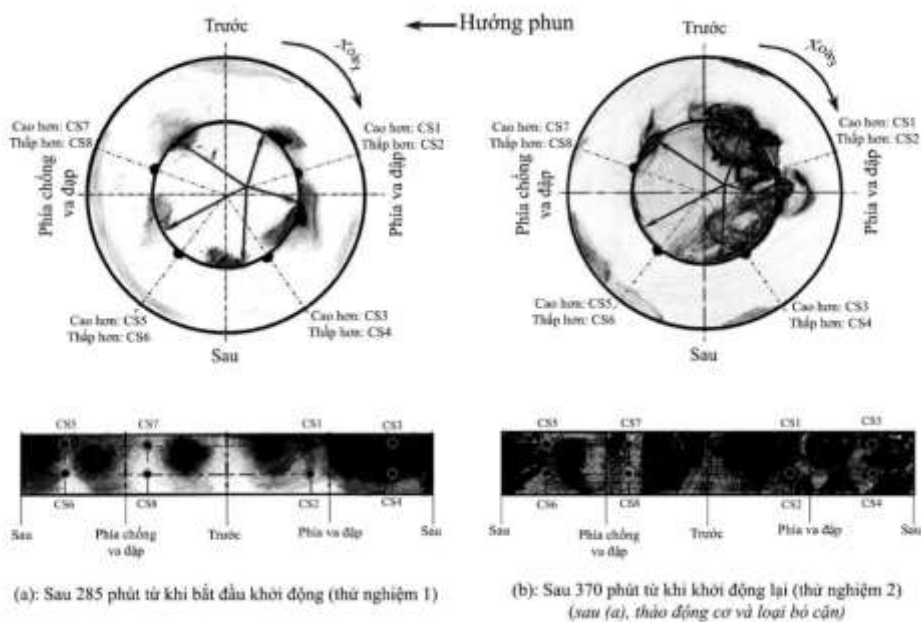 Hướng phun
Trước
Cao hơn: CS7
Thấp hơn: CS8
Cao hơn: CS1
Thấp hơn: CS2
Phía chống
va đạp
Phía va đập
Cao hơn: CS5
Thấp hơn: CS6
Cao hơn: CS3
Thấp hơn: CS4
Sau
Trước
Cao hơn: CS7
Thấp hơn: CS8
Cao hơn: CS1
Thấp hơn: CS2
Phía chống
va đập
Phía va đập
Cao hơn: CS5
Thấp hơn: CS6
Cao hơn: CS3
Thấp hơn: CS4
Sau
CS5 CS7 CS1 CS3
CS6 CS8 CS2 CS4
Sau Phía chống va đập Trước Phía va đập Sau
CS5 CS7 CS1 CS3
CS6 CS8 CS2 CS4
Sau Phía chống va đập Trước Phía va đập Sau
(a): Sau 285 phút từ khi bắt đầu khởi động (thử nghiệm 1)
(b): Sau 370 phút từ khi khởi động lại (thử nghiệm 2)
(sau (a), tháo động cơ và loại bỏ cặn)